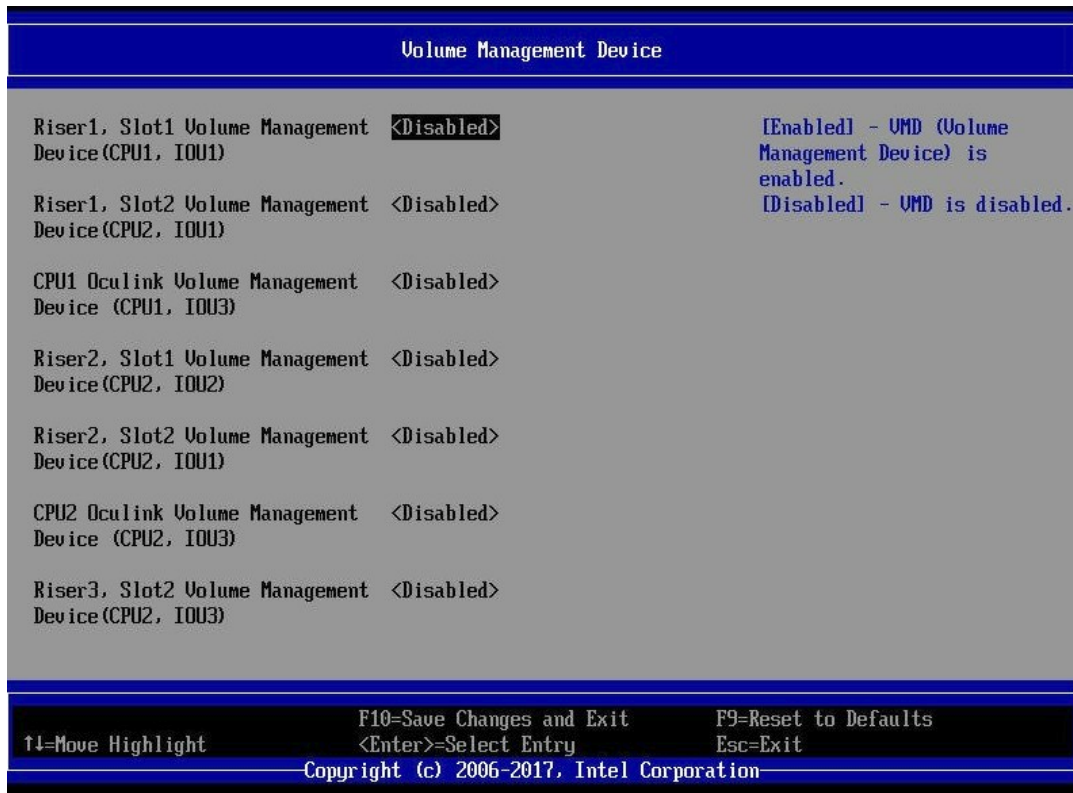 Volume Management Device
Riser1, Slot1 Volume Management <Disabled>
Device(CPU1, IOU1)
Riser1, Slot2 Volume Management <Disabled>
Device(CPU2, IOU1)
CPU1 Oculink Volume Management <Disabled>
Device (CPU1, IOU3)
Riser2, Slot1 Volume Management <Disabled>
Device(CPU2, IOU2)
Riser2, Slot2 Volume Management <Disabled>
Device(CPU2, IOU1)
CPU2 Oculink Volume Management <Disabled>
Device (CPU2, IOU3)
Riser3, Slot2 Volume Management <Disabled>
Device(CPU2, IOU3)
[Enabled] - VMD (Volume
Management Device) is
enabled.
[Disabled] - VMD is disabled.
F10=Save Changes and Exit F9=Reset to Defaults
↑↓=Move Highlight <Enter>=Select Entry Esc=Exit
Copyright (c) 2006-2017, Intel Corporation